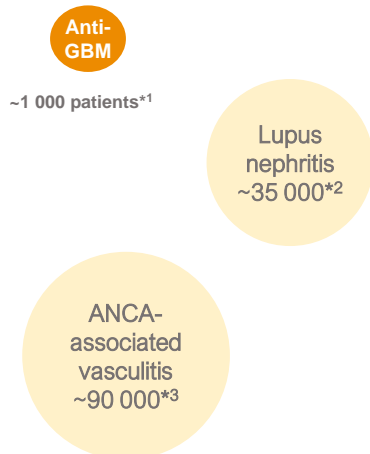 Anti-
GBM
~1 000 patients*1
Lupus
nephritis
~35 000*2
ANCA-
associated
vasculitis
~90 000*3